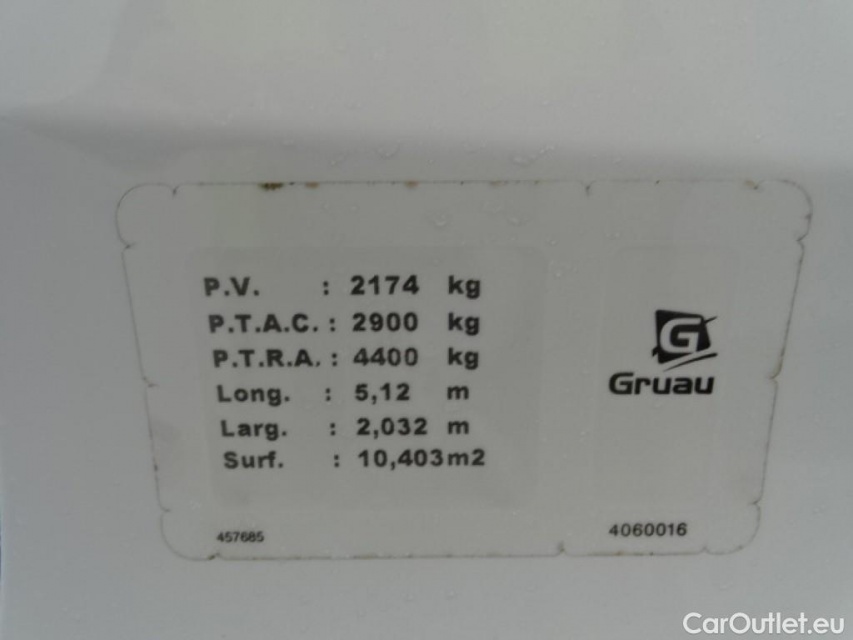 P.V. : 2174 kg
P.T.A.C. : 2900 kg
P.T.R.A. : 4400 kg
Long. : 5,12 m
Larg. : 2,032 m
Surf. : 10,403m2
G
Gruau
457685
4060016
CarOutlet.eu